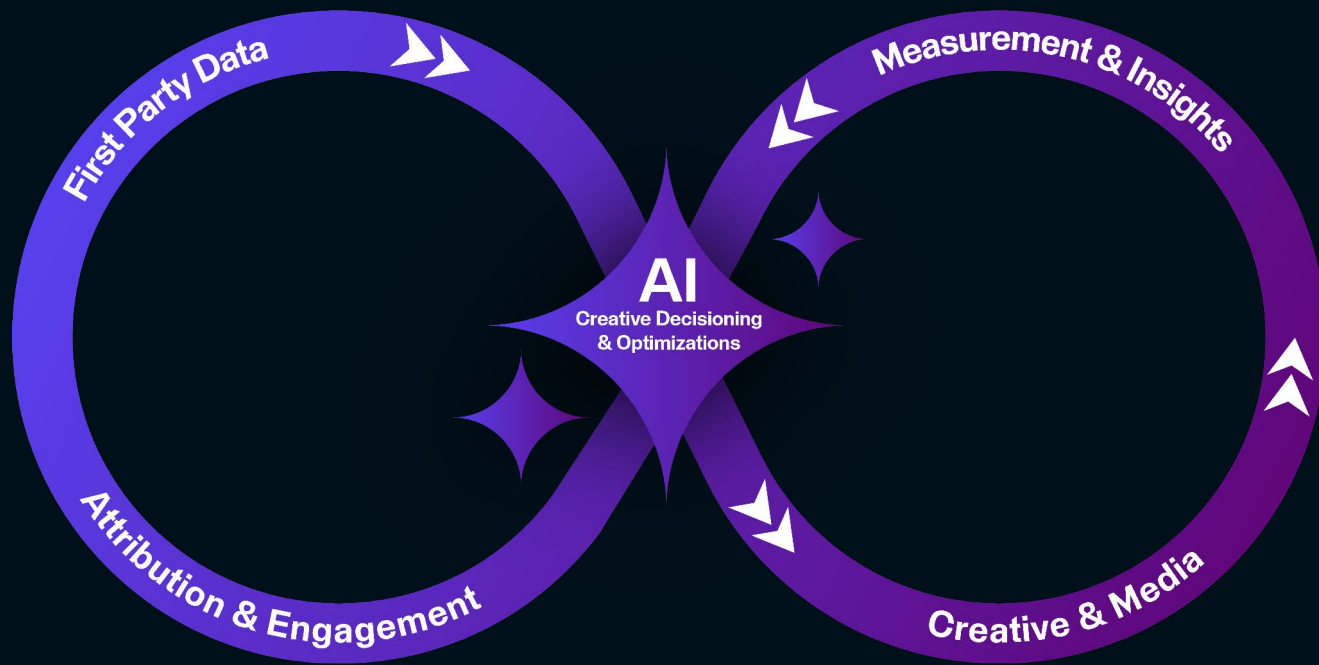 First Party Data
Measurement & Insights
AI
Creative Decisioning
& Optimizations
Attribution & Engagement
Creative & Media